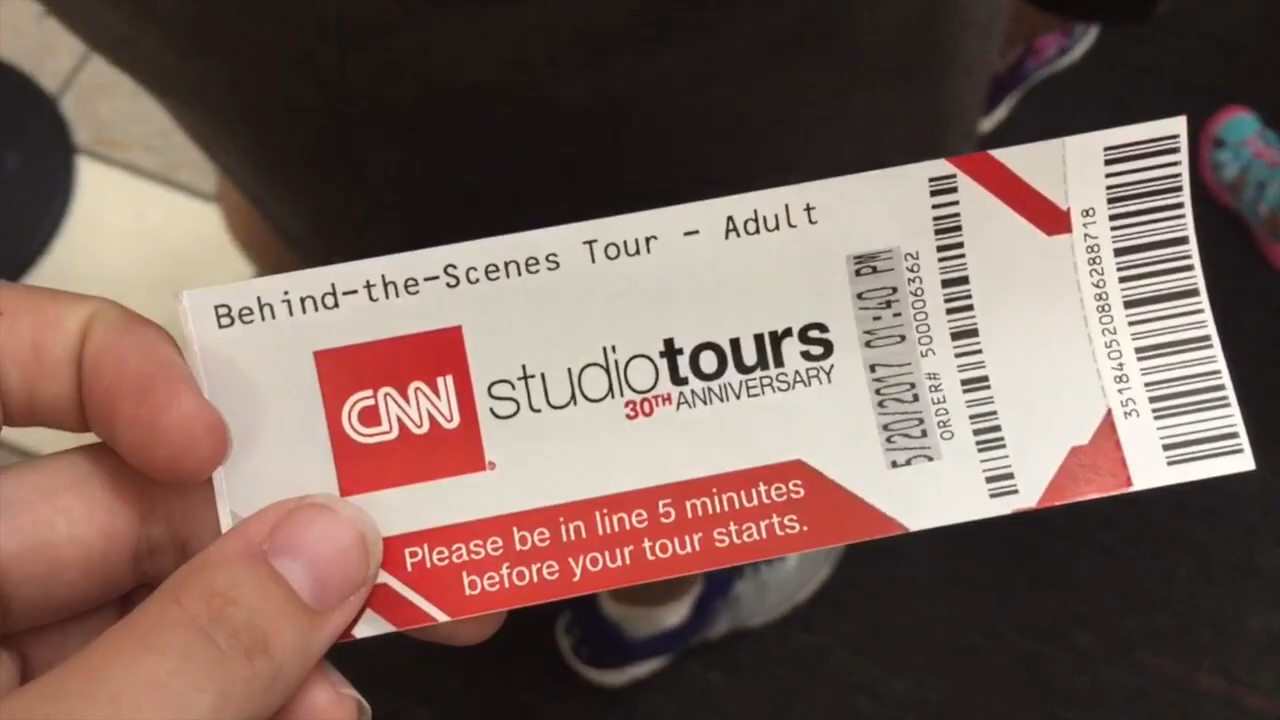 Behind-the-Scenes Tour - Adult
CNN studiotours
30TH ANNIVERSARY
Please be in line 5 minutes
before your tour starts.
5/20/2017 01:40 PM
ORDER# 500006362
351840520886288718